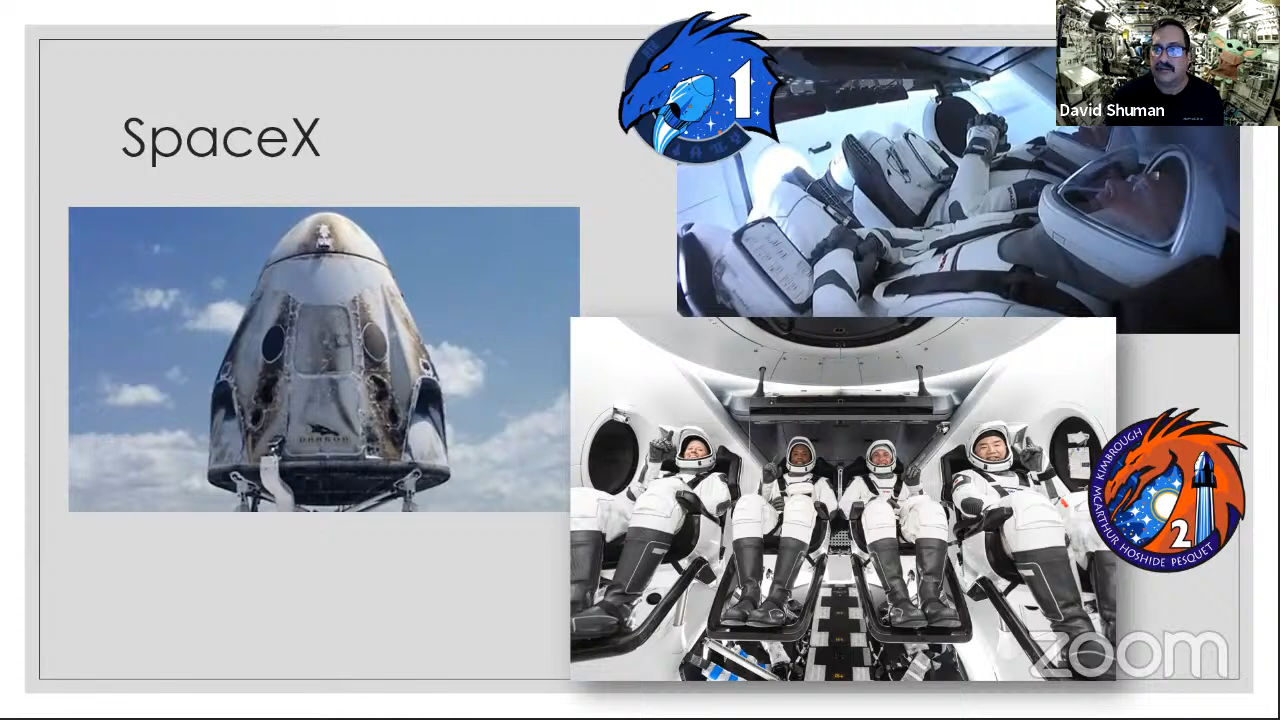 SpaceX
1
David Shuman
DRAGON
KIMBROUGH
MCARTHUR HOSHIDE PESQUET
2
zoom